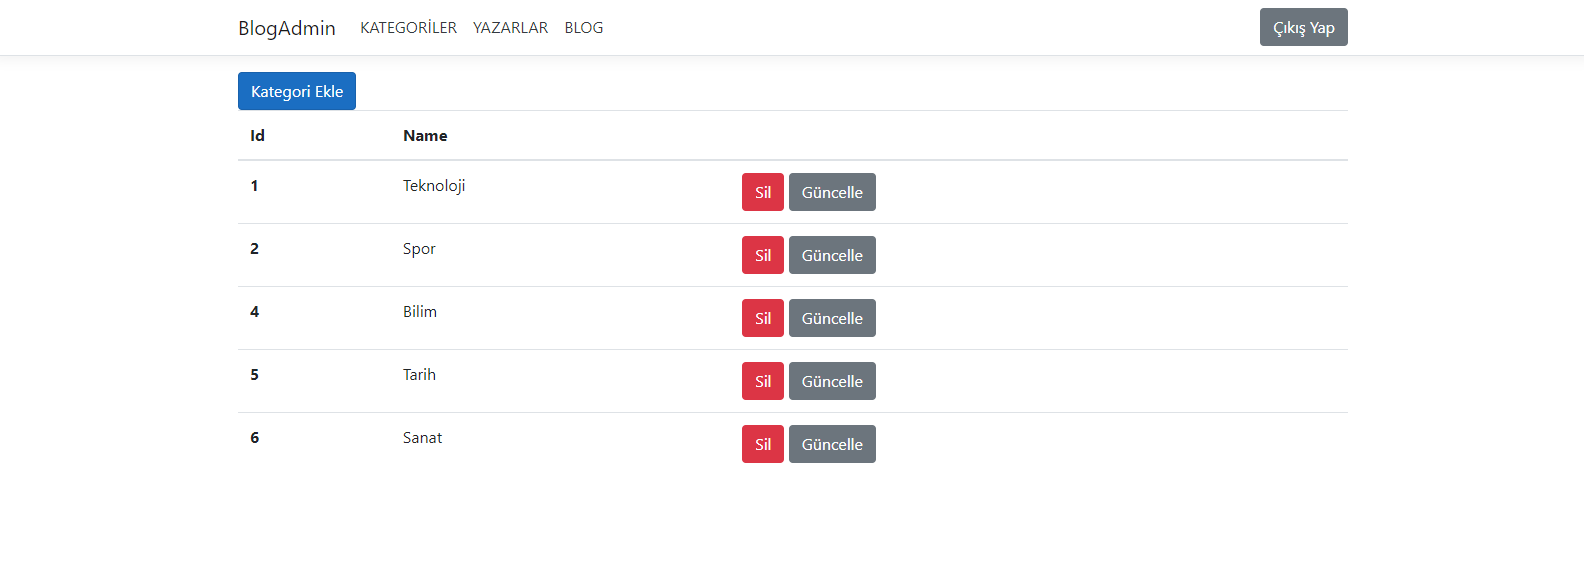 BlogAdmin KATEGORİLER YAZARLAR BLOG Çıkış Yap
Kategori Ekle
Id Name
1 Teknoloji Sil Güncelle
2 Spor Sil Güncelle
4 Bilim Sil Güncelle
5 Tarih Sil Güncelle
6 Sanat Sil Güncelle